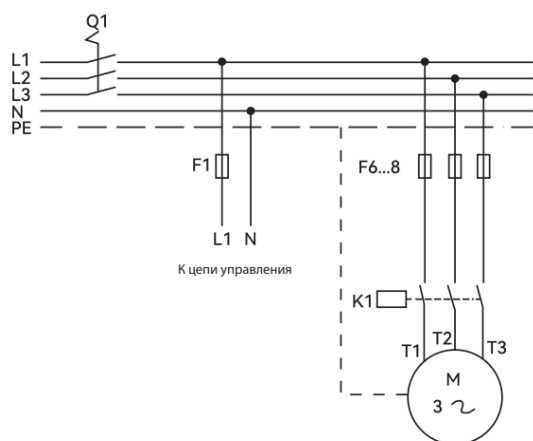 Q1
L1
L2
L3
N
PE
F1
F6...8
L1 N
К цепи управления
K1
T1 T2 T3
M
3 ~